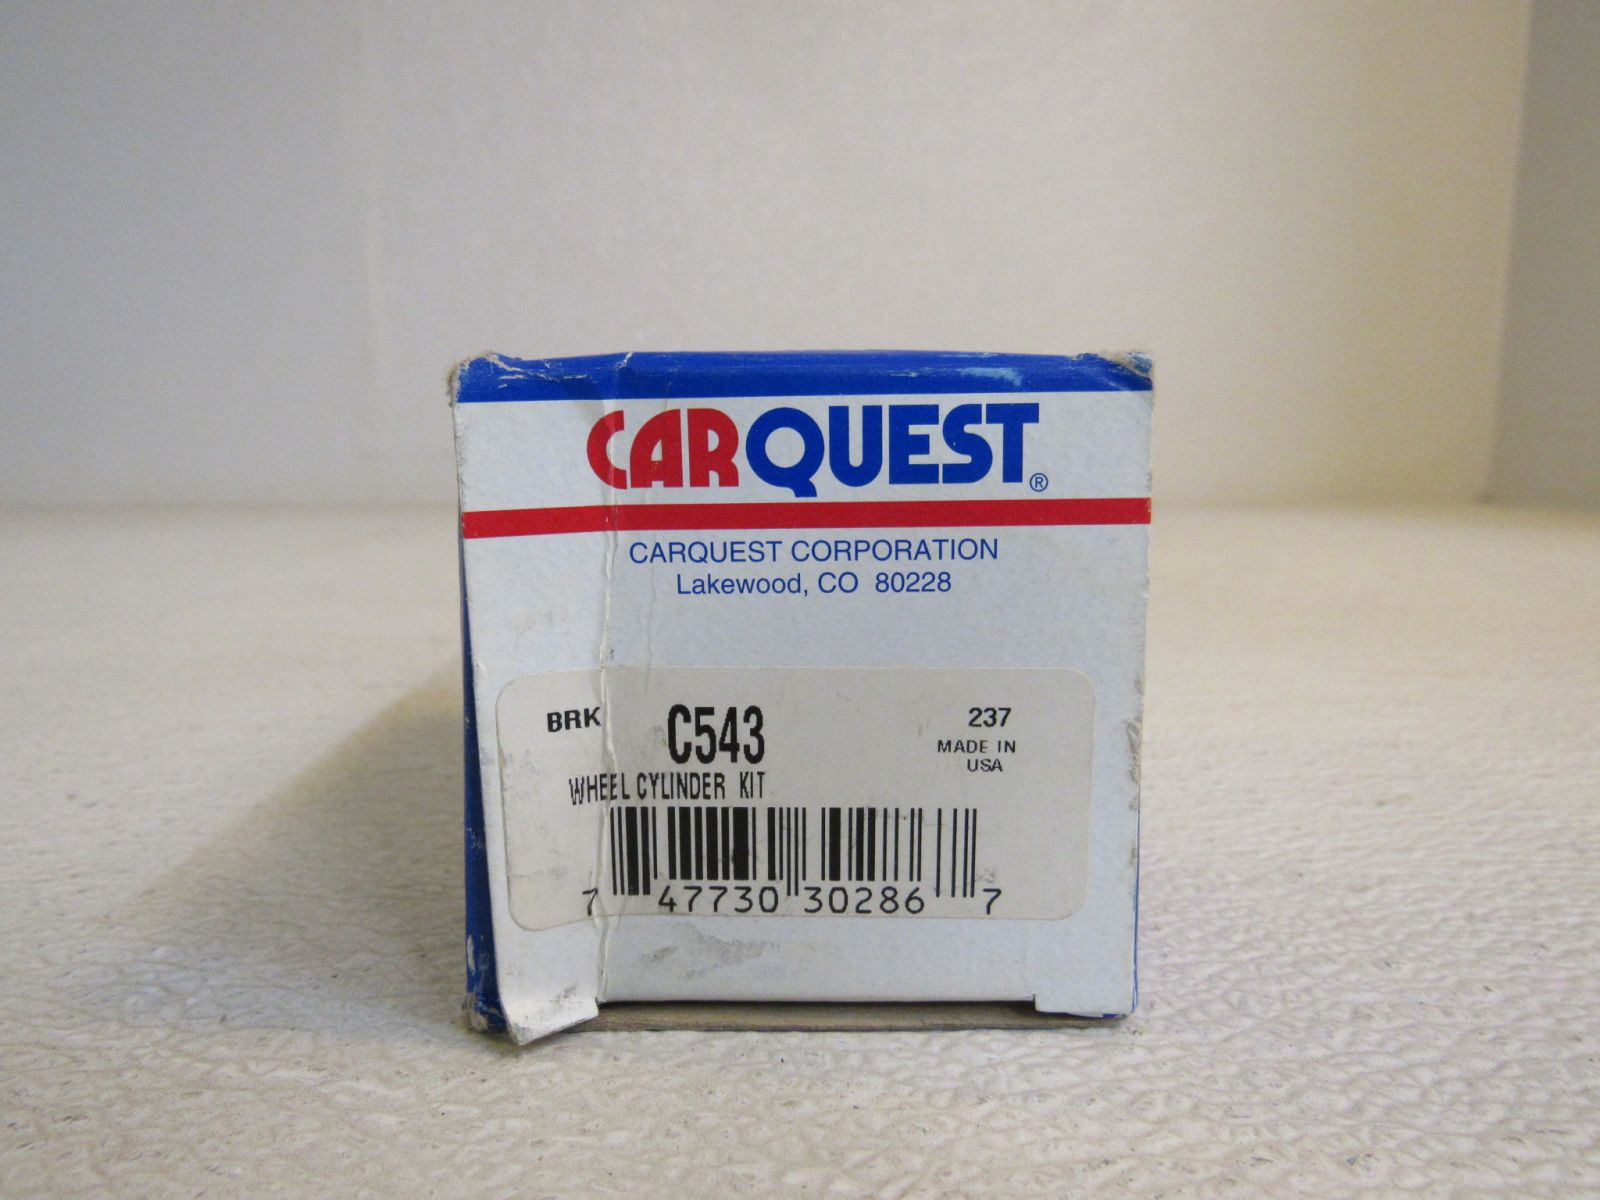 CARQUEST®
CARQUEST CORPORATION
Lakewood, CO 80228
BRK C543 237
MADE IN
USA
WHEEL CYLINDER KIT
7 47730 30286 7